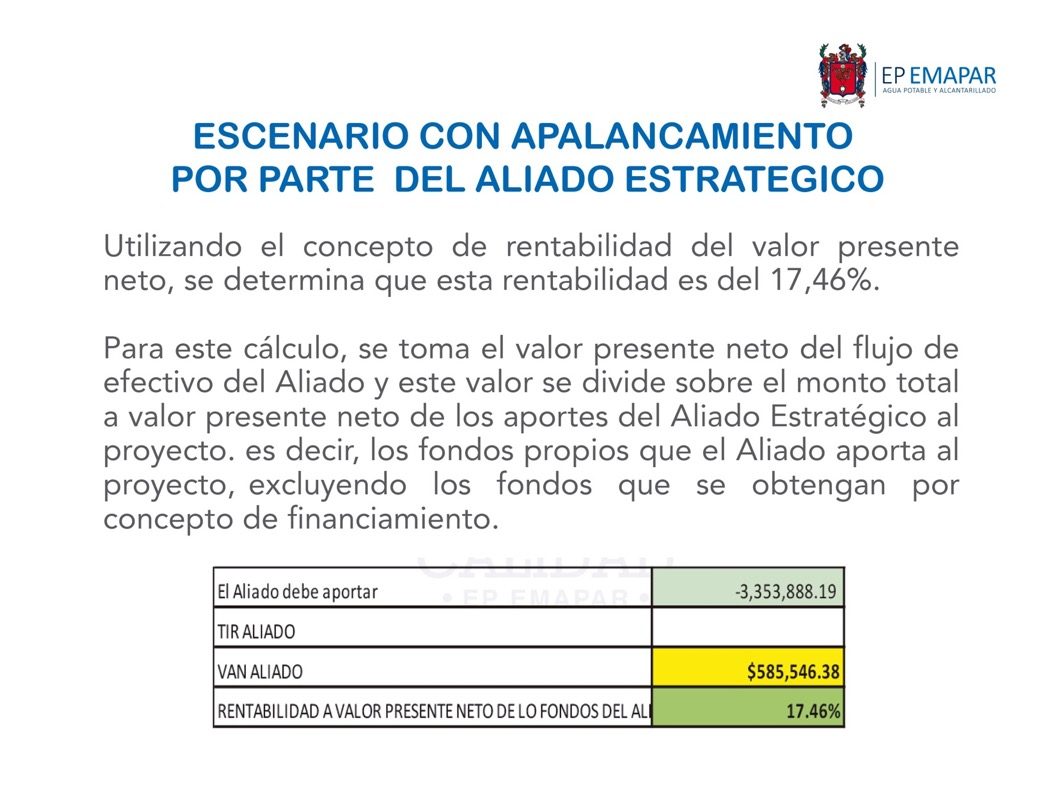 EP EMAPAR
AGUA POTABLE Y ALCANTARILLADO
ESCENARIO CON APALANCAMIENTO
POR PARTE DEL ALIADO ESTRATEGICO
Utilizando el concepto de rentabilidad del valor presente
neto, se determina que esta rentabilidad es del 17,46%.
Para este cálculo, se toma el valor presente neto del flujo de
efectivo del Aliado y este valor se divide sobre el monto total
a valor presente neto de los aportes del Aliado Estratégico al
proyecto. es decir, los fondos propios que el Aliado aporta al
proyecto, excluyendo los fondos que se obtengan por
concepto de financiamiento.
CALIDAD
• EP EMAPAR •
El Aliado debe aportar -3,353,888.19
TIR ALIADO
VAN ALIADO $585,546.38
RENTABILIDAD A VALOR PRESENTE NETO DE LO FONDOS DEL ALI 17.46%